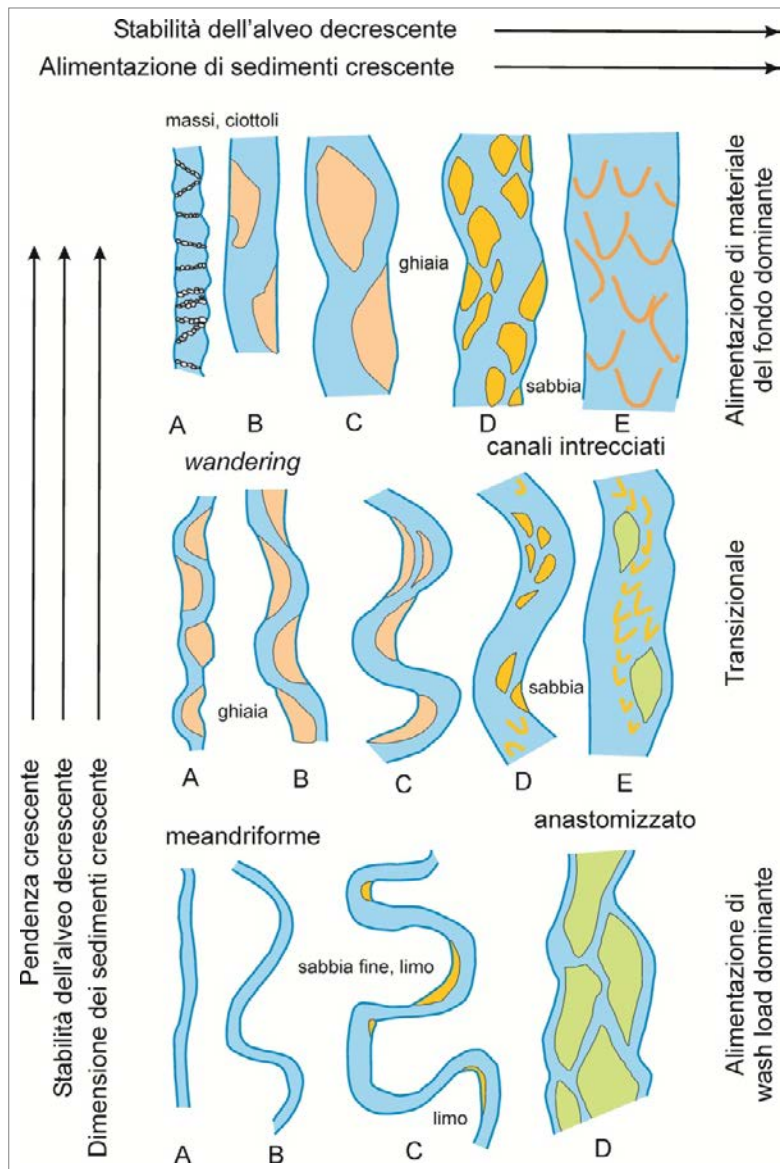 Stabilità dell'alveo decrescente
Alimentazione di sedimenti crescente
massi, ciottoli
ghiaia
sabbia
A
B
C
D
E
Alimentazione di materiale
del fondo dominante
wandering
canali intrecciati
ghiaia
sabbia
A
B
C
D
E
Transizionale
Pendenza crescente
Stabilità dell'alveo decrescente
Dimensione dei sedimenti crescente
meandriforme
anastomizzato
sabbia fine, limo
limo
A
B
C
D
Alimentazione di
wash load dominante